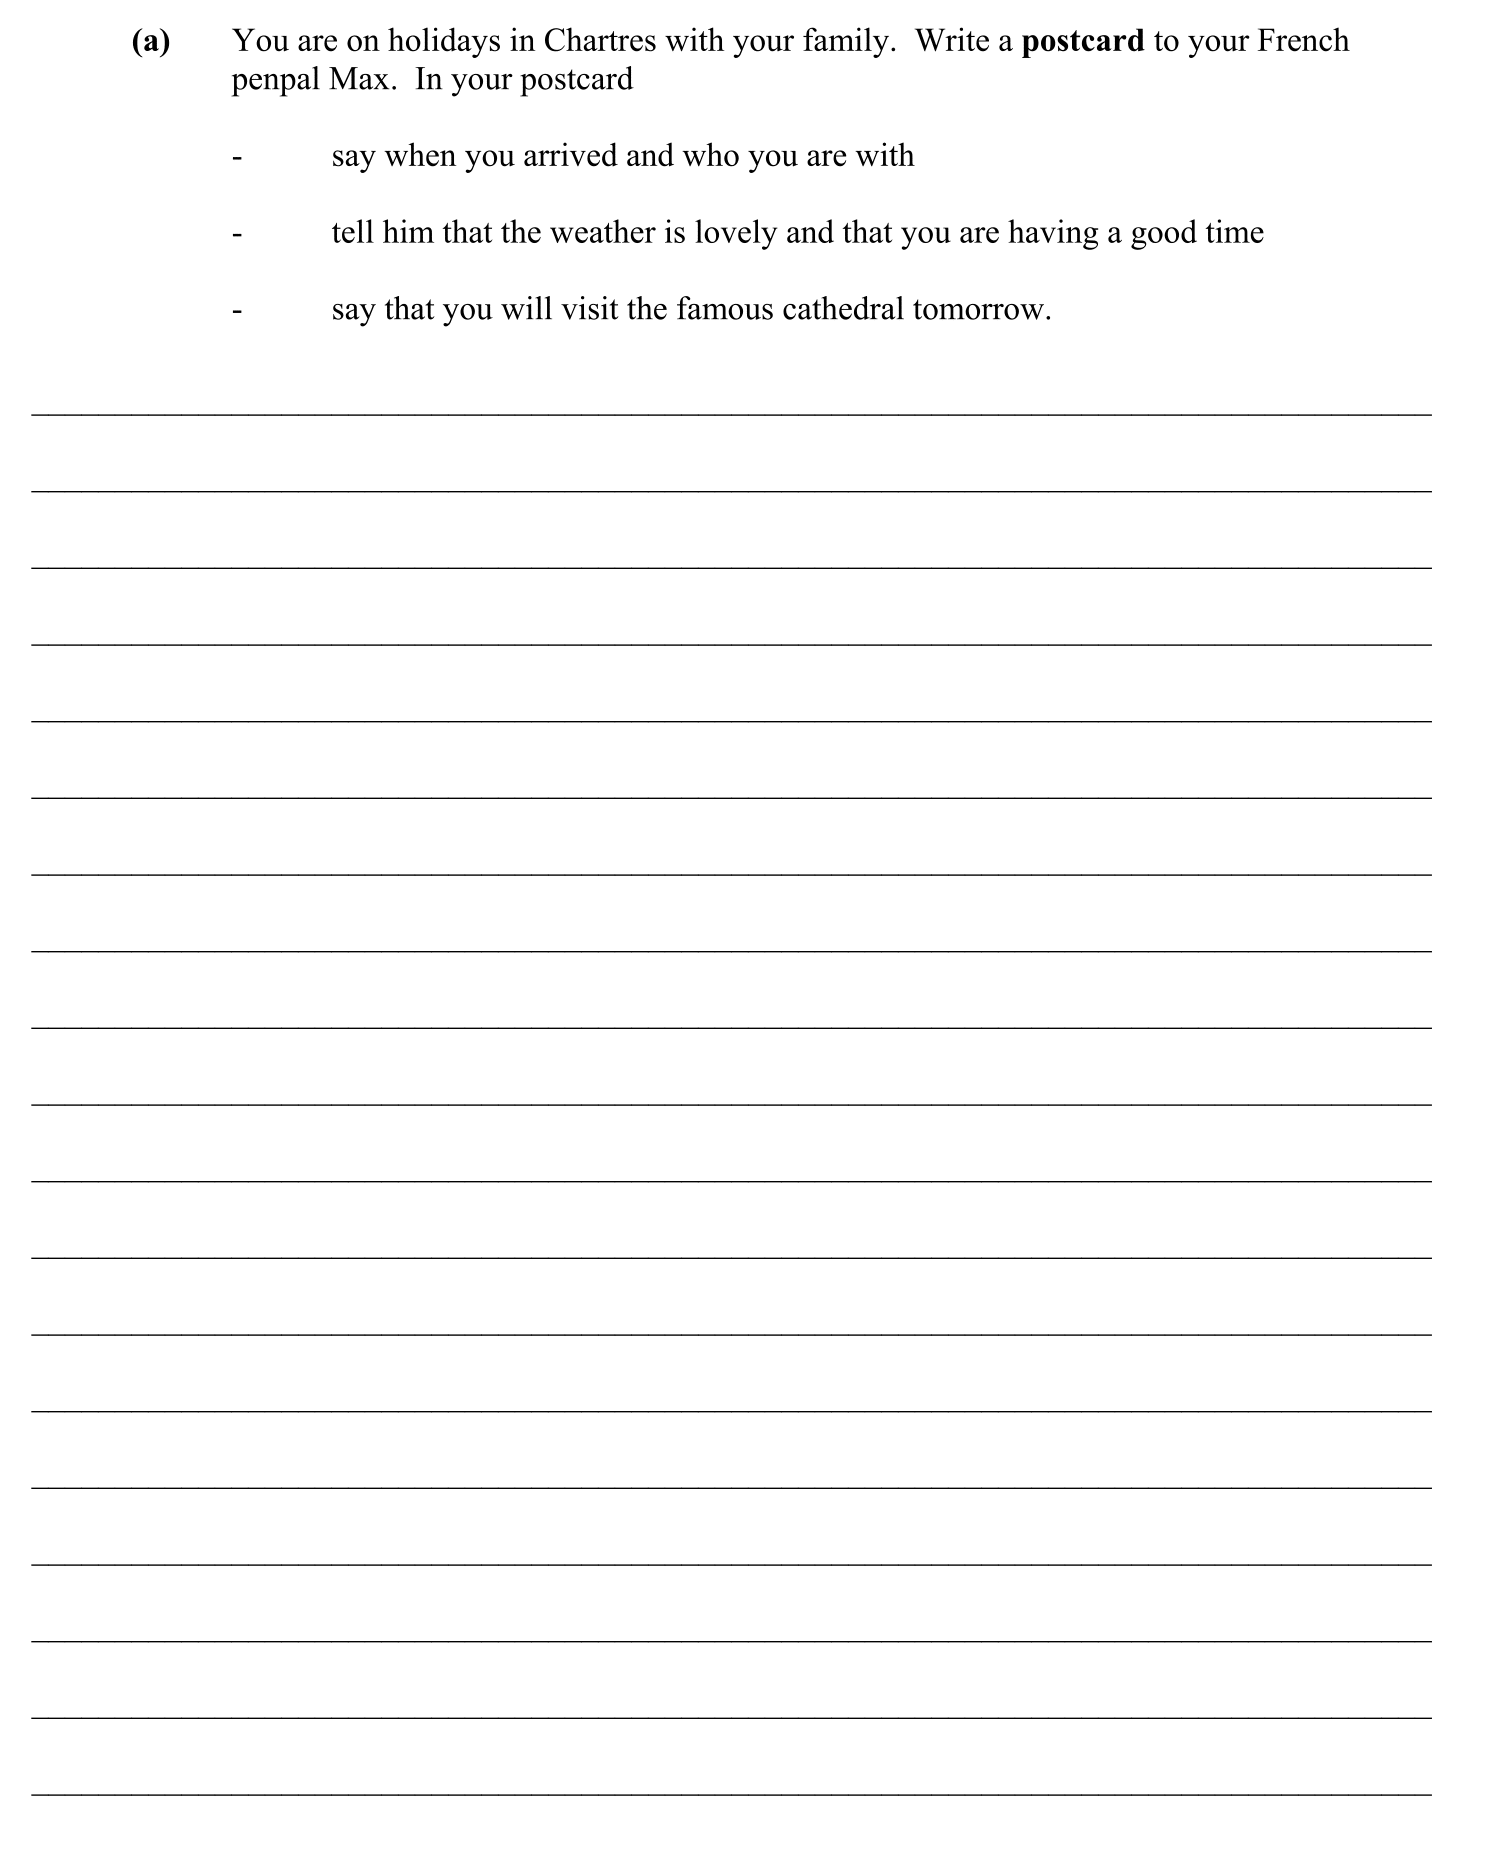 (a) You are on holidays in Chartres with your family. Write a postcard to your French
penpal Max. In your postcard
- say when you arrived and who you are with
- tell him that the weather is lovely and that you are having a good time
- say that you will visit the famous cathedral tomorrow.